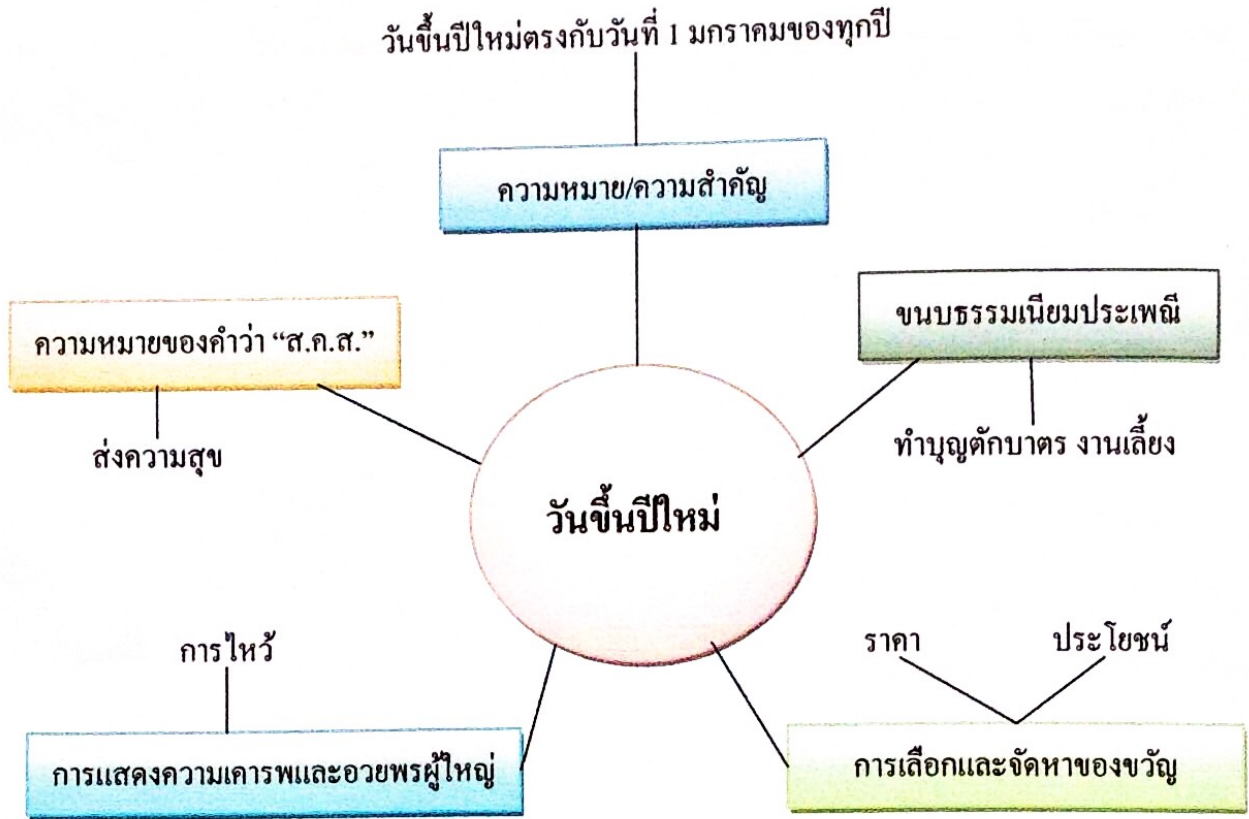 วันขึ้นปีใหม่ตรงกับวันที่ 1 มกราคมของทุกปี
ความหมาย/ความสำคัญ
ขนบธรรมเนียมประเพณี
ความหมายของคำว่า “ส.ค.ส.”
ทำบุญตักบาตร งานเลี้ยง
ส่งความสุข
วันขึ้นปีใหม่
การไหว้
ราคา
ประโยชน์
การแสดงความเคารพและอวยพรผู้ใหญ่
การเลือกและจัดหาของขวัญ